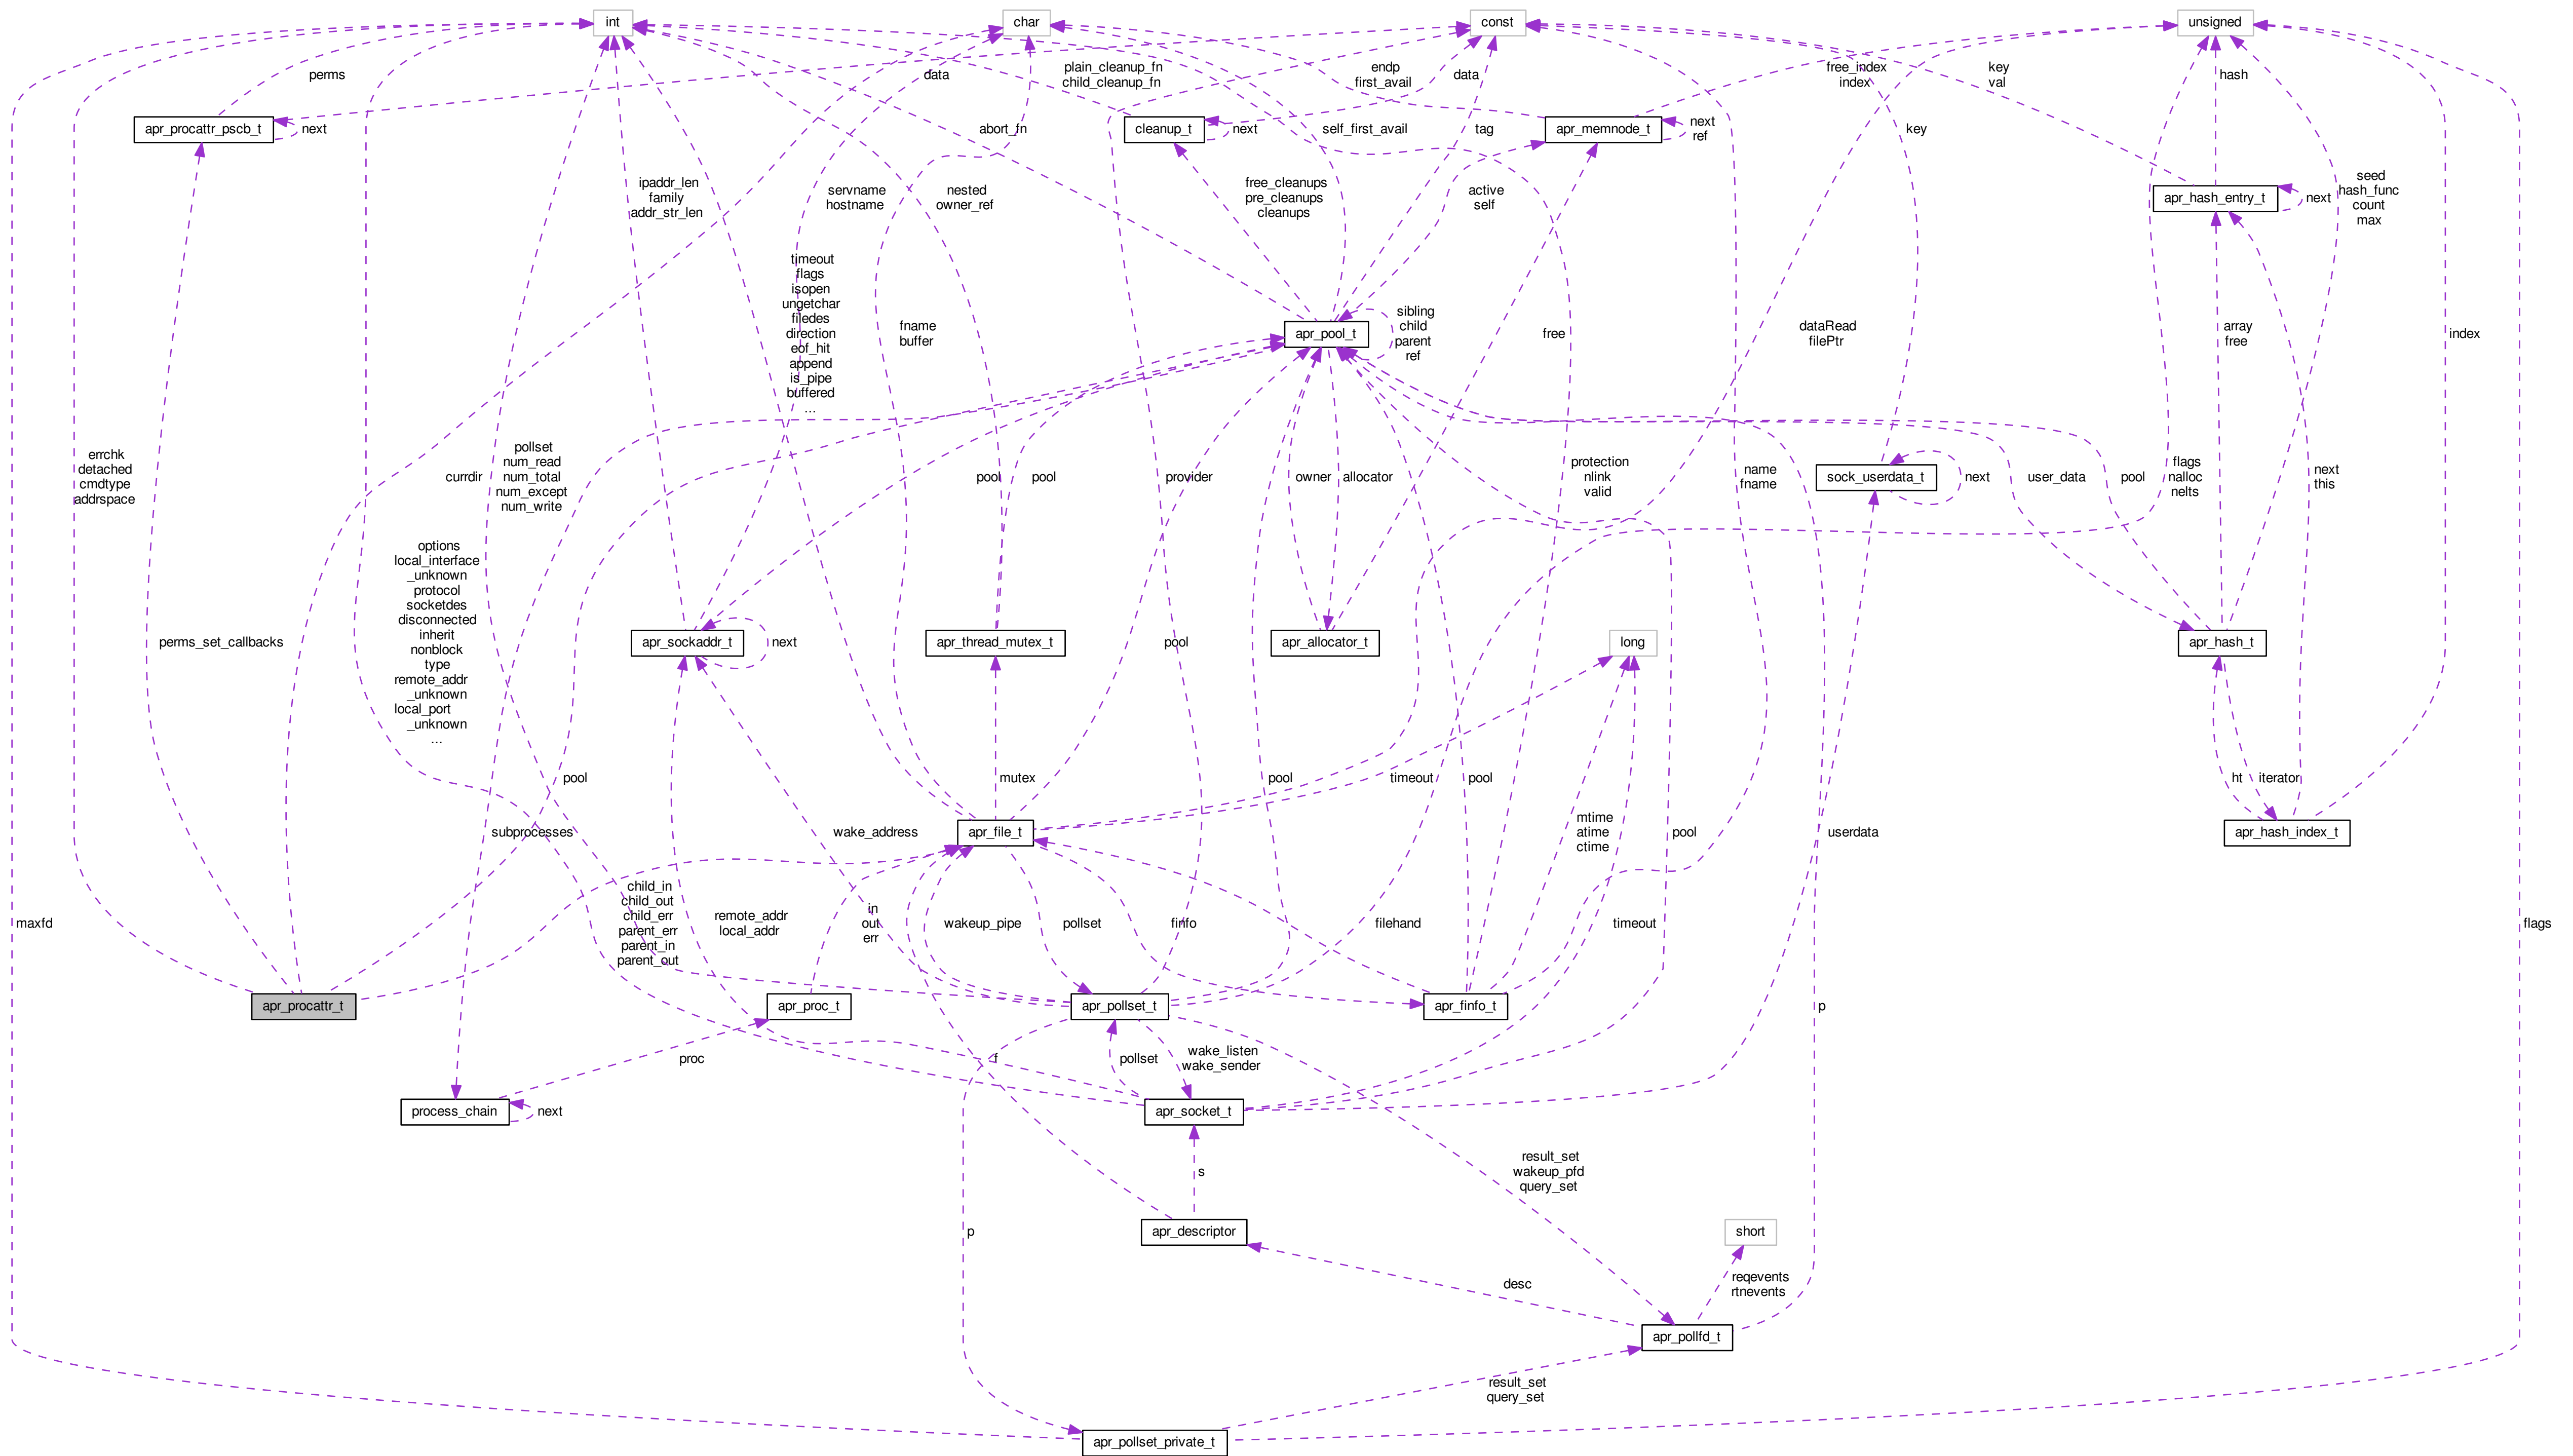 int
char
const
unsigned
perms
data
plain_cleanup_fn
child_cleanup_fn
endp
first_avail
data
free_index
index
key
val
hash
apr_procattr_pscb_t
next
abort_fn
cleanup_t
next
self_first_avail
tag
apr_memnode_t
next
ref
key
ipaddr_len
family
addr_str_len
servname
hostname
nested
owner_ref
free_cleanups
pre_cleanups
cleanups
active
self
apr_hash_entry_t
next
seed
hash_func
count
max
timeout
flags
isopen
ungetchar
filedes
direction
eof_hit
append
is_pipe
buffered
...
fname
buffer
apr_pool_t
sibling
child
parent
ref
free
dataRead
filePtr
array
free
index
errchk
detached
cmdtype
addrspace
currdir
pollset
num_read
num_total
num_except
num_write
pool
pool
provider
owner
allocator
protection
nlink
valid
name
fname
sock_userdata_t
next
user_data
pool
flags
nalloc
nelts
next
this
options
local_interface
_unknown
protocol
socketdes
disconnected
inherit
nonblock
type
remote_addr
_unknown
local_port
_unknown
...
perms_set_callbacks
apr_sockaddr_t
next
apr_thread_mutex_t
pool
apr_allocator_t
long
apr_hash_t
pool
mutex
pool
timeout
pool
ht
iterator
subprocesses
wake_address
apr_file_t
mtime
atime
ctime
pool
userdata
apr_hash_index_t
maxfd
child_in
child_out
child_err
parent_err
parent_in
parent_out
remote_addr
local_addr
in
out
err
wakeup_pipe
pollset
finfo
filehand
timeout
flags
apr_procattr_t
apr_proc_t
apr_pollset_t
apr_finfo_t
p
proc
f
pollset
wake_listen
wake_sender
process_chain
next
apr_socket_t
s
result_set
wakeup_pfd
query_set
p
apr_descriptor
short
desc
reqevents
rtnevents
apr_pollfd_t
result_set
query_set
apr_pollset_private_t